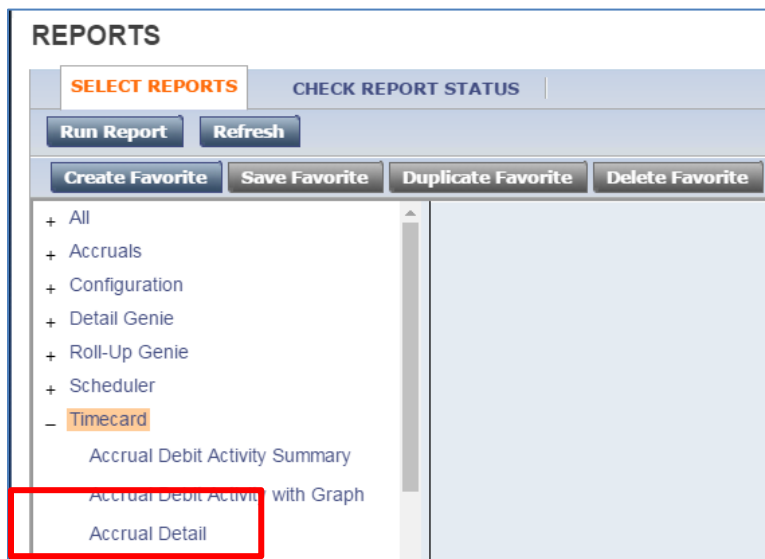 REPORTS
SELECT REPORTS CHECK REPORT STATUS
Run Report Refresh
Create Favorite Save Favorite Duplicate Favorite Delete Favorite
+ All
+ Accruals
+ Configuration
+ Detail Genie
+ Roll-Up Genie
+ Scheduler
− Timecard
Accrual Debit Activity Summary
Accrual Debit Activity with Graph
Accrual Detail